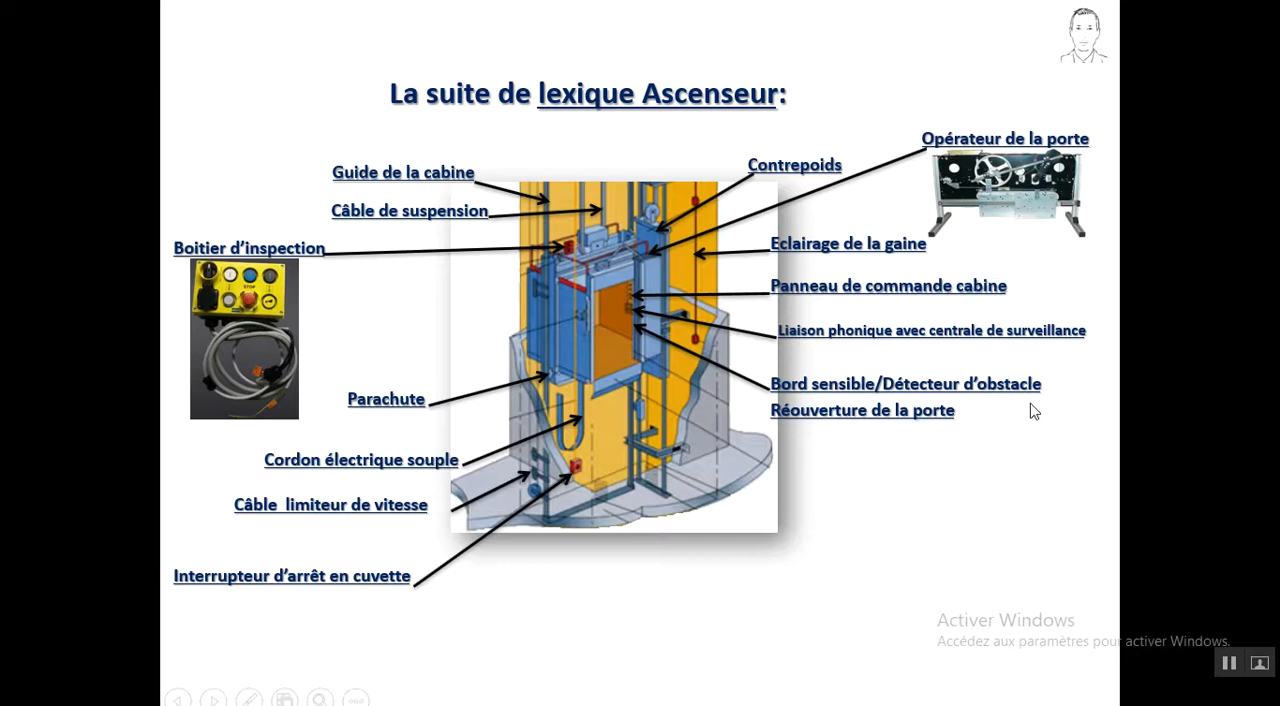 La suite de lexique Ascenseur:
Opérateur de la porte
Guide de la cabine
Contrepoids
Câble de suspension
Boitier d'inspection
Eclairage de la gaine
STOP
Panneau de commande cabine
Liaison phonique avec centrale de surveillance
Parachute
Bord sensible/Détecteur d'obstacle
Réouverture de la porte
Cordon électrique souple
Câble limiteur de vitesse
Interrupteur d'arrêt en cuvette
Activer Windows
Accédez aux paramètres pour activer Windows.